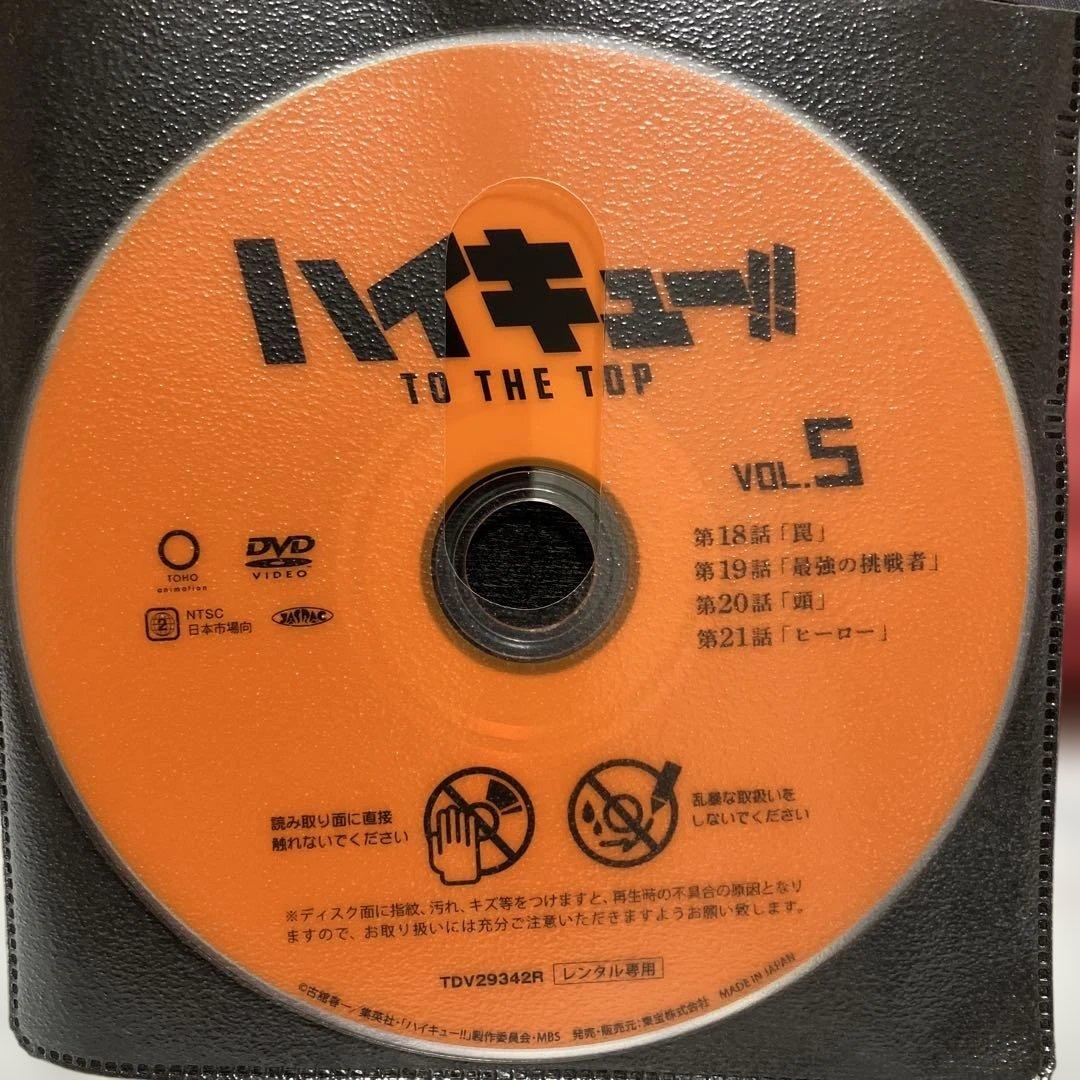 ハイキュー!!
TO THE TOP
VOL.5
第18話「罠」
第19話「最強の挑戦者」
第20話「頭」
第21話「ヒーロー」
TOHO
animation
DVD
VIDEO
2
NTSC
日本市場向
JASRAC
読み取り面に直接
触れないでください
乱暴な取扱いを
しないでください
※ディスク面に指紋、汚れ、キズ等をつけますと、再生時の不具合の原因となり
ますので、お取り扱いには充分ご注意いただきますようお願い致します。
TDV29342R レンタル専用
©古舘春一/集英社・「ハイキュー!!」製作委員会・MBS 発売・販売元:東宝株式会社 MADE IN JAPAN